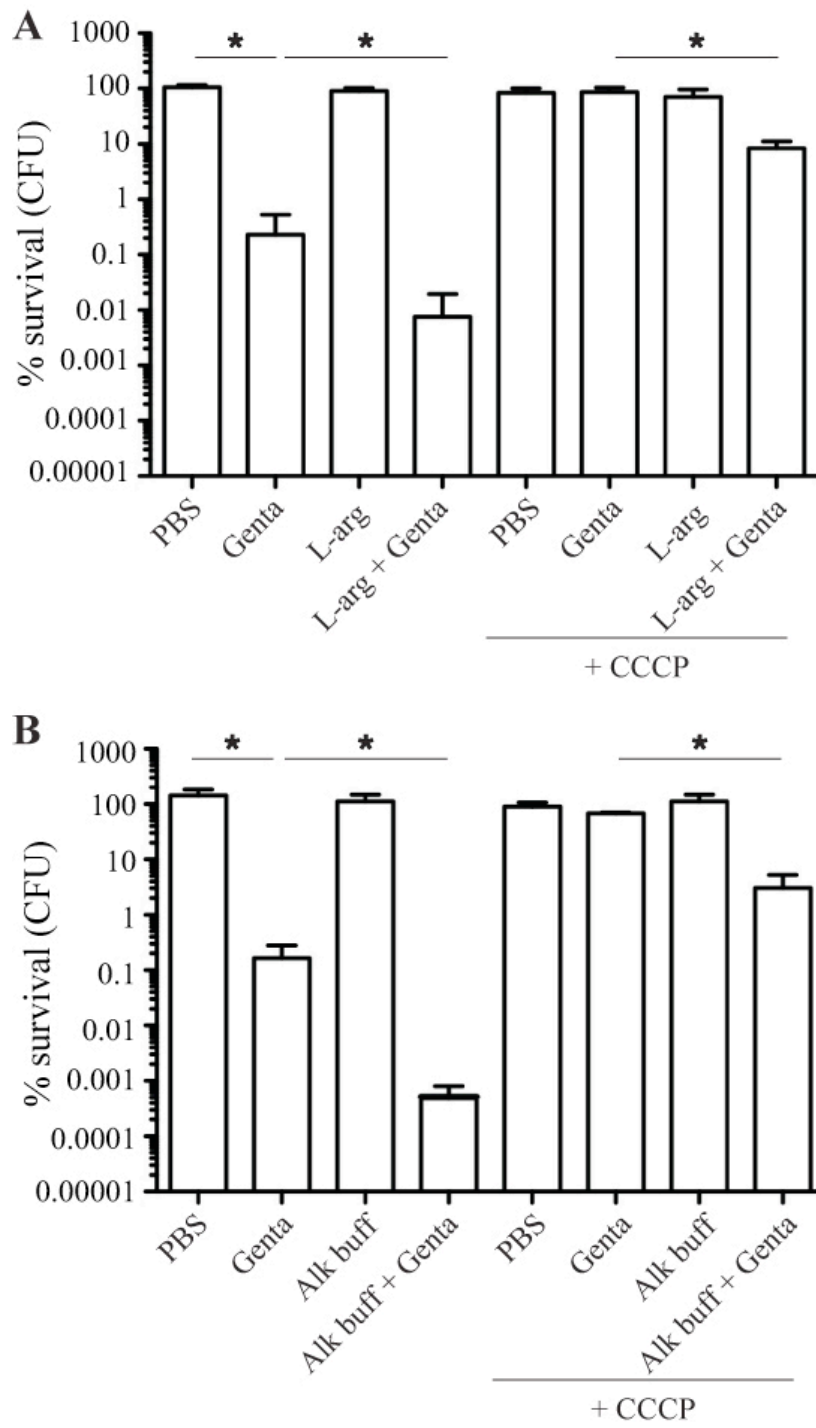 A
* * *
% survival (CFU)
1000
100
10
1
0.1
0.01
0.001
0.0001
0.00001
PBS
Genta
L-arg
L-arg + Genta
PBS
Genta
L-arg
L-arg + Genta
+ CCCP
B
* * *
% survival (CFU)
1000
100
10
1
0.1
0.01
0.001
0.0001
0.00001
PBS
Genta
Alk buff
Alk buff + Genta
PBS
Genta
Alk buff
Alk buff + Genta
+ CCCP